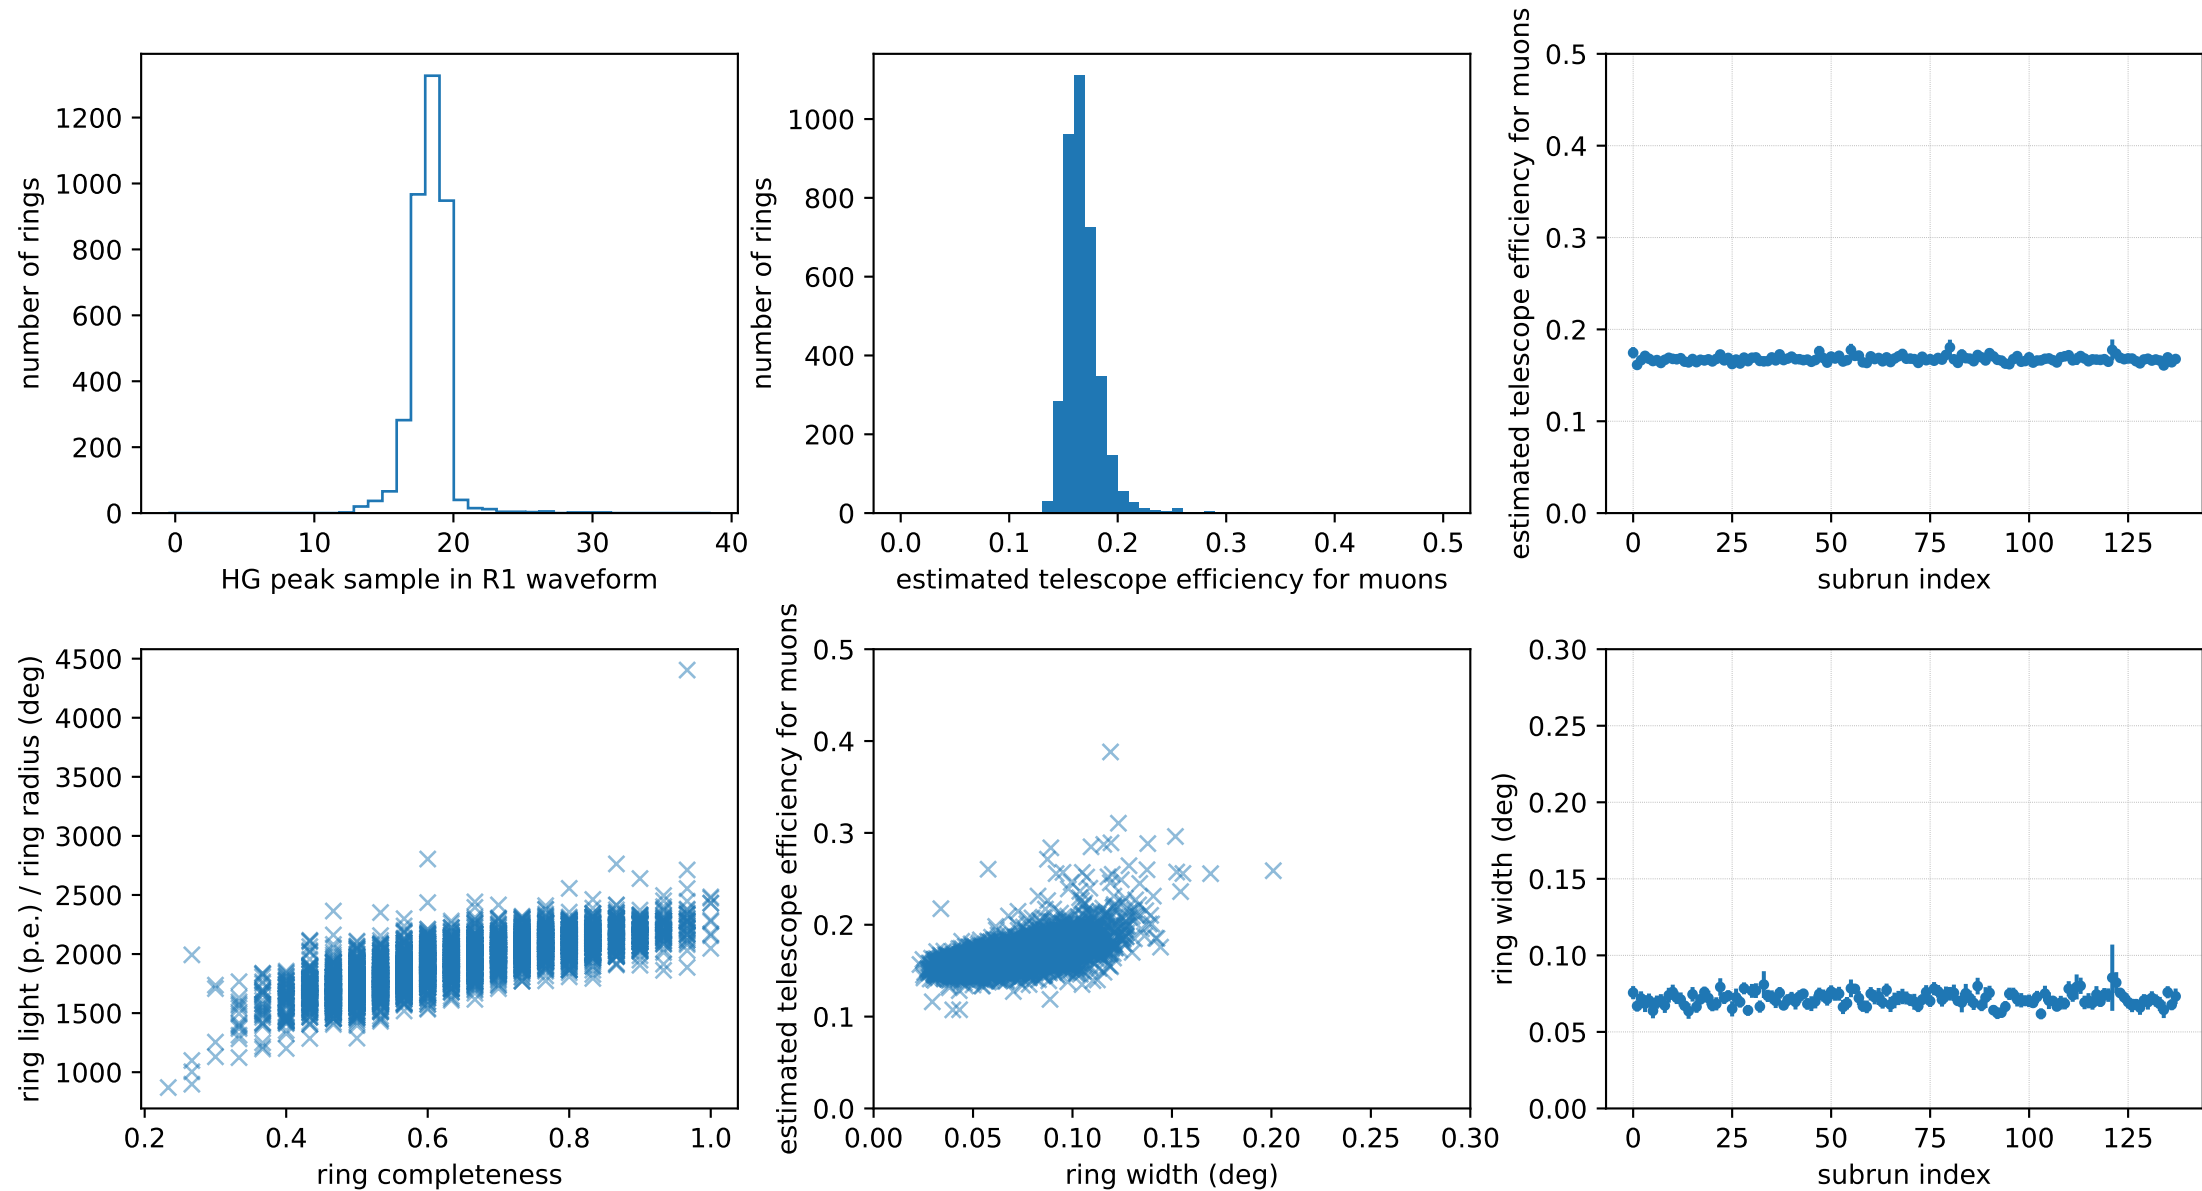 number of rings
0
200
400
600
800
1000
1200
0 10 20 30 40
HG peak sample in R1 waveform
number of rings
0
200
400
600
800
1000
0.0 0.1 0.2 0.3 0.4 0.5
estimated telescope efficiency for muons
estimated telescope efficiency for muons
0.5
0.4
0.3
0.2
0.1
0.0
0 25 50 75 100 125
subrun index
ring light (p.e.) / ring radius (deg)
4500
4000
3500
3000
2500
2000
1500
1000
0.2 0.4 0.6 0.8 1.0
ring completeness
estimated telescope efficiency for muons
0.5
0.4
0.3
0.2
0.1
0.0
0.00 0.05 0.10 0.15 0.20 0.25 0.30
ring width (deg)
ring width (deg)
0.30
0.25
0.20
0.15
0.10
0.05
0.00
0 25 50 75 100 125
subrun index